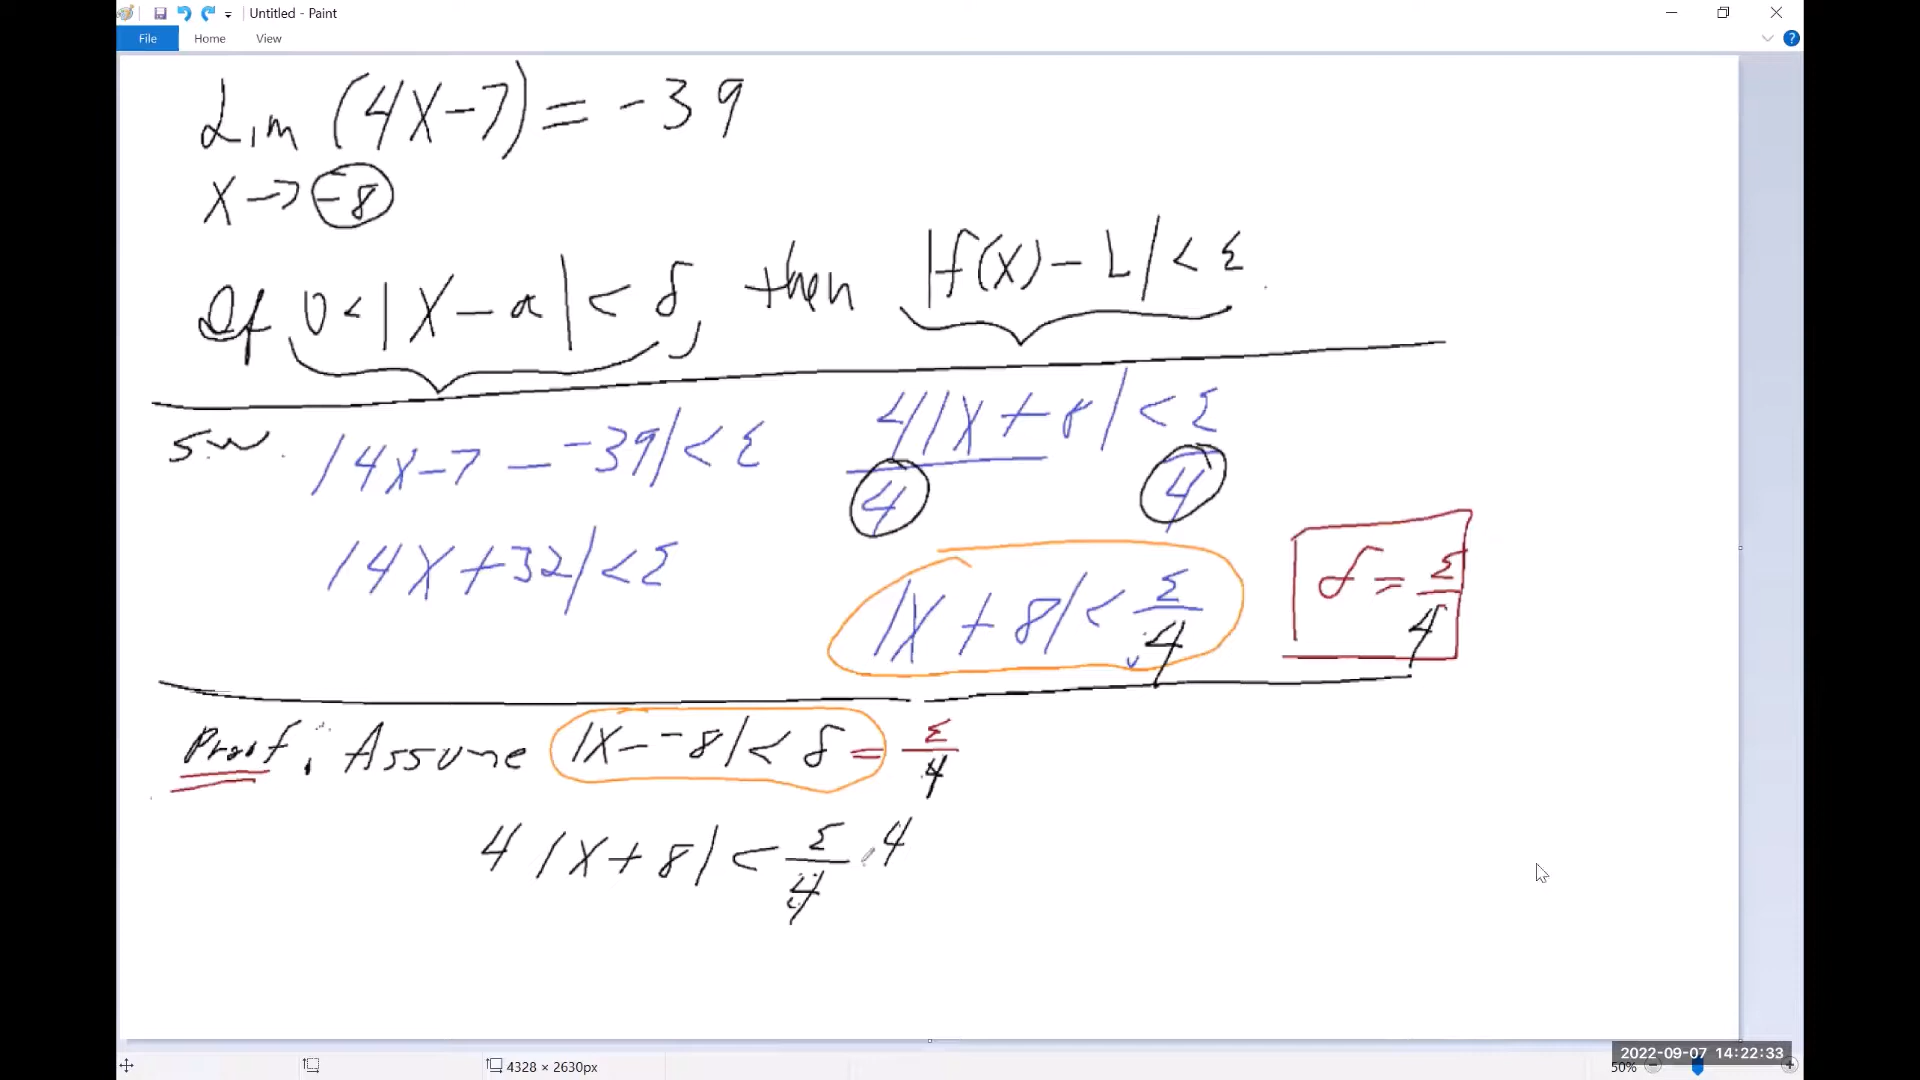 Untitled - Paint
File Home View
Lim (4X-7) = -39
X → -8
If 0 < |X - a| < δ, then |f(X) - L| < ε
S.W. |4X-7 - -39| < ε
4|X+8| < ε
4 4
|4X+32| < ε
|X+8| < ε/4
δ = ε/4
Proof: Assume |X - -8| < δ = ε/4
4 |X+8| < ε/4 · 4
2022-09-07 14:22:33
4328 × 2630px
50%